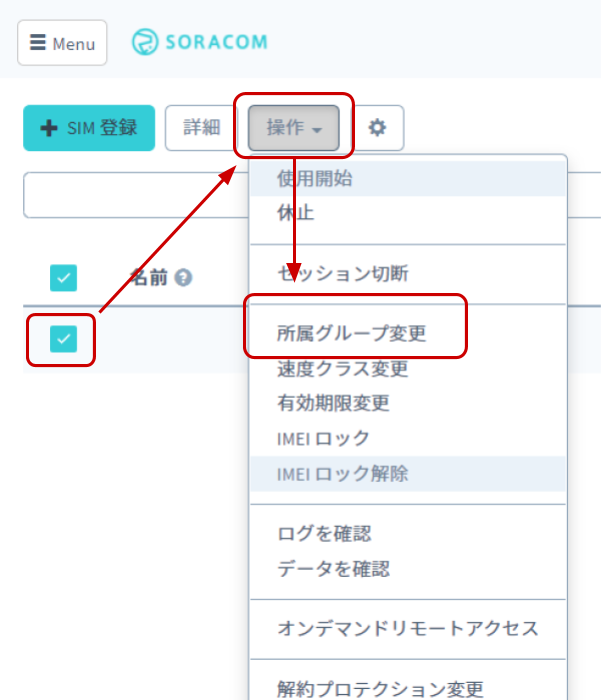 Menu
SORACOM
SIM 登録
詳細
操作
使用開始
休止
セッション切断
名前
所属グループ変更
速度クラス変更
有効期限変更
IMEI ロック
IMEI ロック解除
ログを確認
データを確認
オンデマンドリモートアクセス
解約プロテクション変更